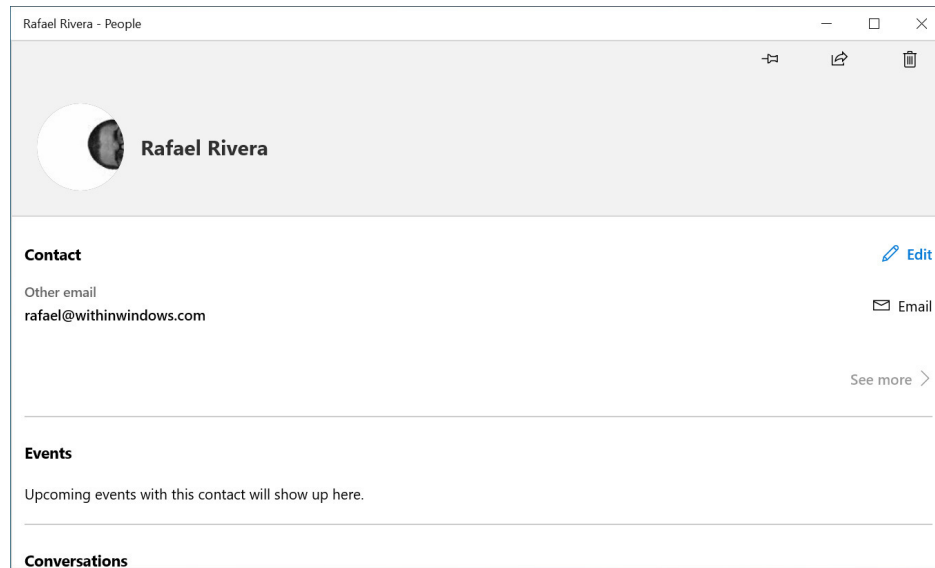 Rafael Rivera - People
Rafael Rivera
Contact
Edit
Other email
rafael@withinwindows.com
Email
See more
Events
Upcoming events with this contact will show up here.
Conversations